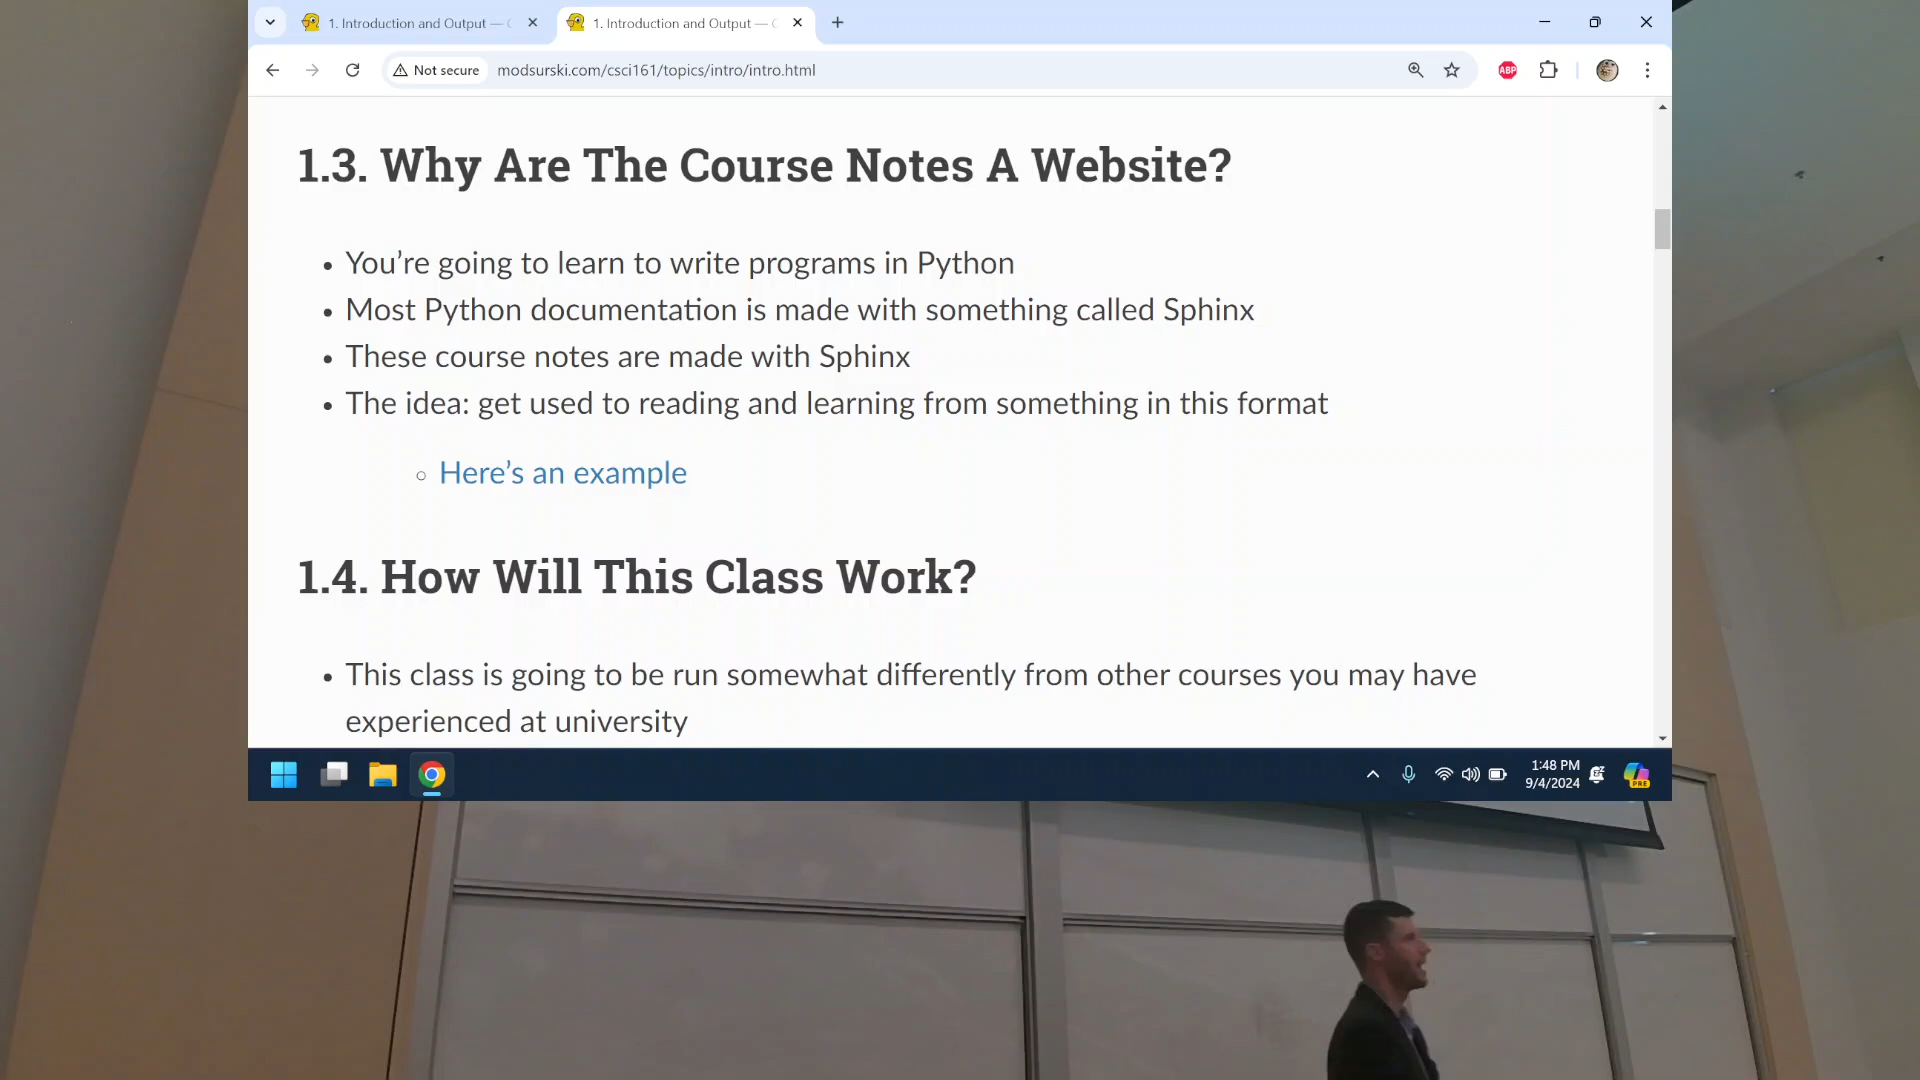 1. Introduction and Output —
1. Introduction and Output —
Not secure
modsurski.com/csci161/topics/intro/intro.html
ABP
1.3. Why Are The Course Notes A Website?
• You’re going to learn to write programs in Python
• Most Python documentation is made with something called Sphinx
• These course notes are made with Sphinx
• The idea: get used to reading and learning from something in this format
◦ Here’s an example
1.4. How Will This Class Work?
• This class is going to be run somewhat differently from other courses you may have
experienced at university
1:48 PM
9/4/2024
PRE